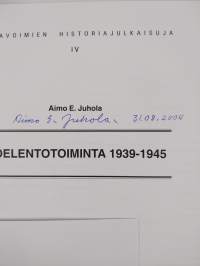 AVOIMIEN HISTORIAJULKAISUJA
IV
Aimo E. Juhola
Aimo E. Juhola 31.08.2004
DELENTOTOIMINTA 1939-1945